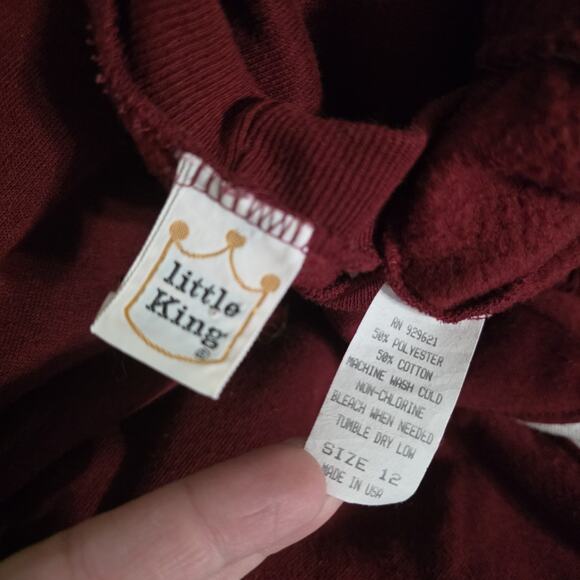 little
King
®
RN 929621
50% POLYESTER
50% COTTON
MACHINE WASH COLD
NON-CHLORINE
BLEACH WHEN NEEDED
TUMBLE DRY LOW
SIZE 12
MADE IN USA